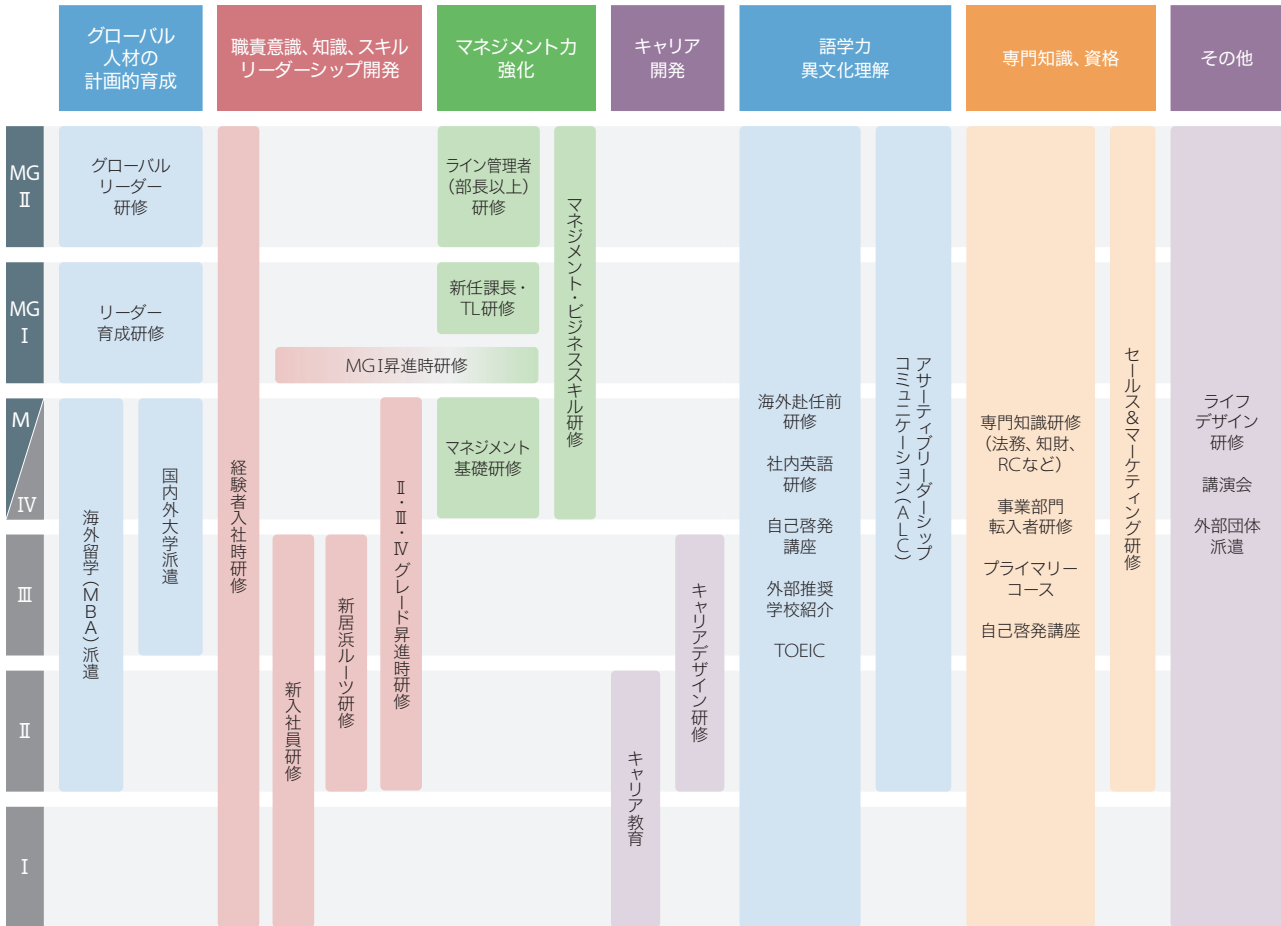 グローバル
人材の
計画的育成
職責意識、知識、スキル
リーダーシップ開発
マネジメント力
強化
キャリア
開発
語学力
異文化理解
専門知識、資格
その他
MG
Ⅱ
MG
Ⅰ
M
Ⅳ
Ⅲ
Ⅱ
Ⅰ
グローバル
リーダー
研修
リーダー
育成研修
海外留学（ＭＢＡ）派遣
国内外大学派遣
経験者入社時研修
新入社員研修
新居浜ルーツ研修
Ⅱ・Ⅲ・Ⅳグレード昇進時研修
MGⅠ昇進時研修
ライン管理者
（部長以上）
研修
新任課長・
TL研修
マネジメント
基礎研修
マネジメント・ビジネススキル研修
キャリア教育
キャリアデザイン研修
海外赴任前
研修
社内英語
研修
自己啓発
講座
外部推奨
学校紹介
TOEIC
アサーティブリーダーシップ
コミュニケーション（ＡＬＣ）
専門知識研修
（法務、知財、
RCなど）
事業部門
転入者研修
プライマリー
コース
自己啓発講座
セールス＆マーケティング研修
ライフ
デザイン
研修
講演会
外部団体
派遣